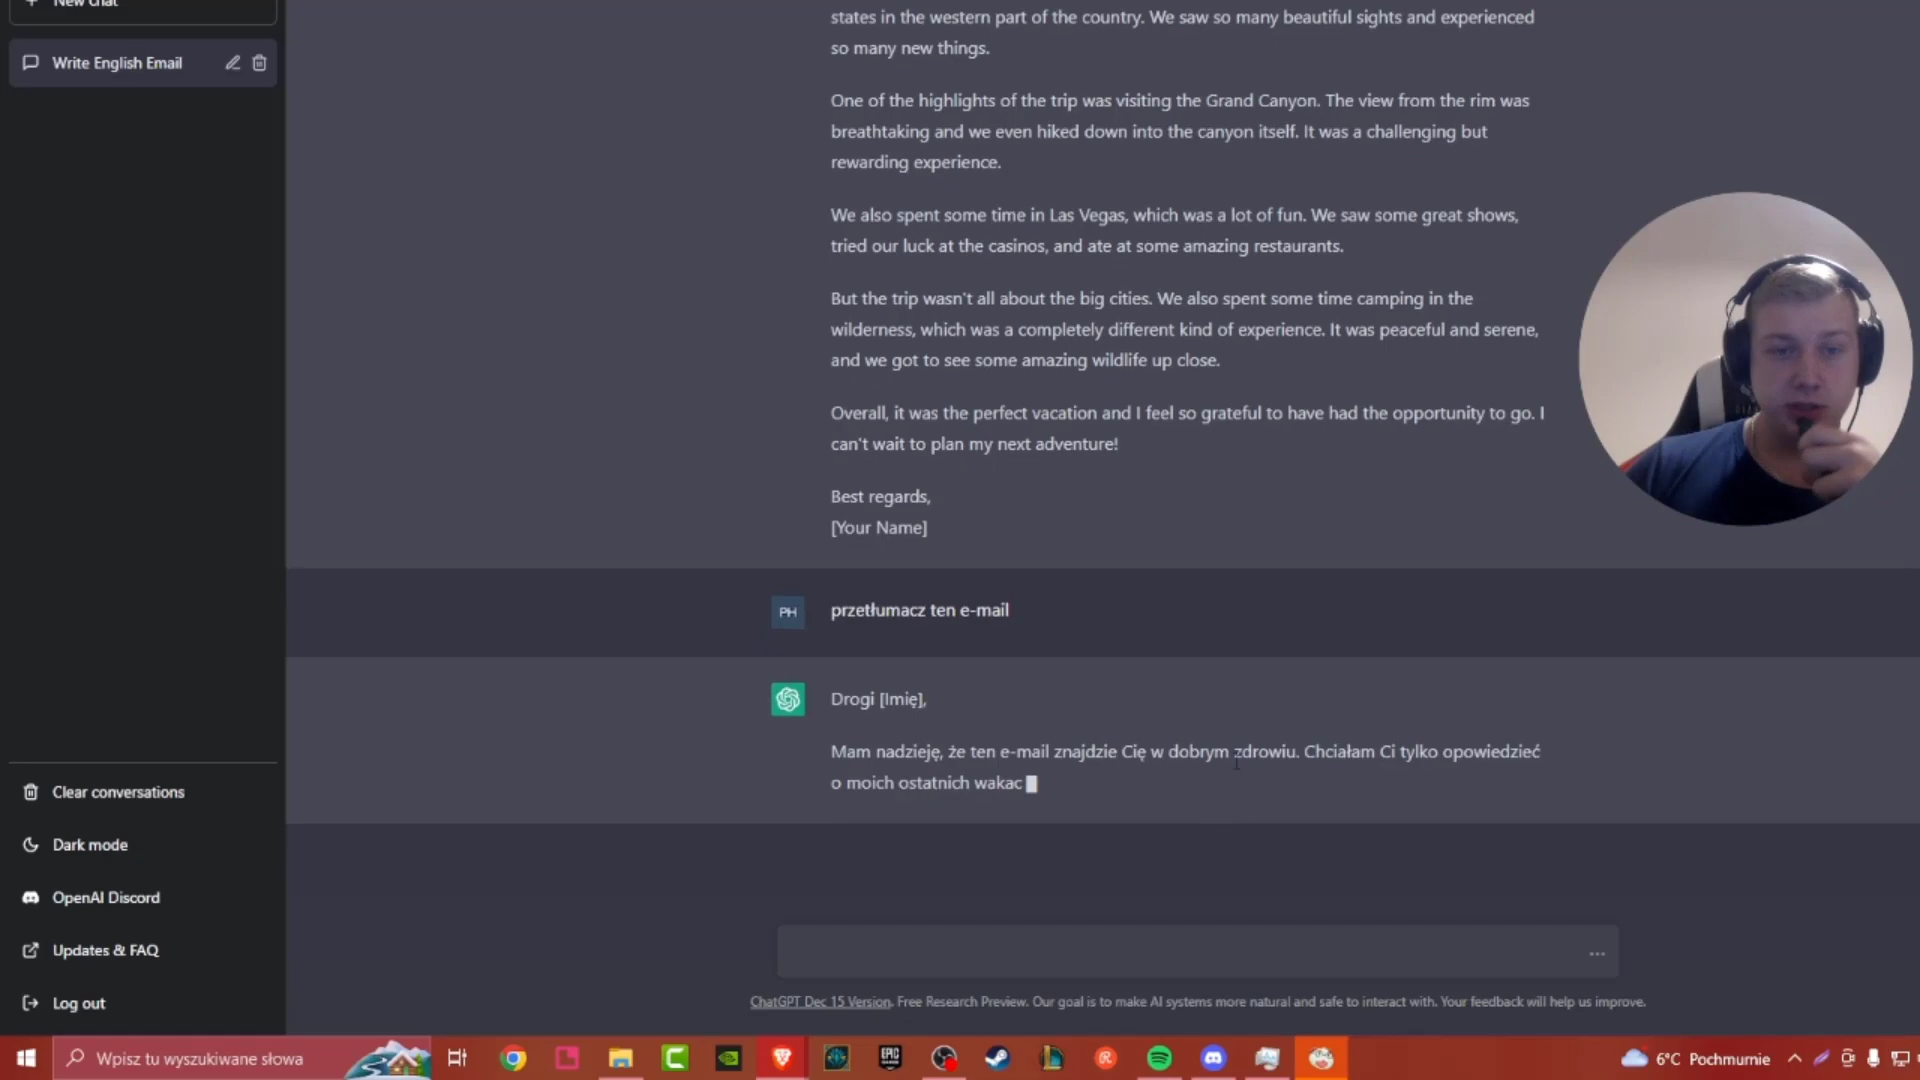 New chat
Write English Email
states in the western part of the country. We saw so many beautiful sights and experienced
so many new things.
One of the highlights of the trip was visiting the Grand Canyon. The view from the rim was
breathtaking and we even hiked down into the canyon itself. It was a challenging but
rewarding experience.
We also spent some time in Las Vegas, which was a lot of fun. We saw some great shows,
tried our luck at the casinos, and ate at some amazing restaurants.
But the trip wasn't all about the big cities. We also spent some time camping in the
wilderness, which was a completely different kind of experience. It was peaceful and serene,
and we got to see some amazing wildlife up close.
Overall, it was the perfect vacation and I feel so grateful to have had the opportunity to go. I
can't wait to plan my next adventure!
Best regards,
[Your Name]
PH
przetłumacz ten e-mail
Drogi [Imię],
Mam nadzieję, że ten e-mail znajdzie Cię w dobrym zdrowiu. Chciałam Ci tylko opowiedzieć
o moich ostatnich wakac
Clear conversations
Dark mode
OpenAI Discord
Updates & FAQ
Log out
ChatGPT Dec 15 Version. Free Research Preview. Our goal is to make AI systems more natural and safe to interact with. Your feedback will help us improve.
Wpisz tu wyszukiwane słowa
EPIC
6°C Pochmurnie